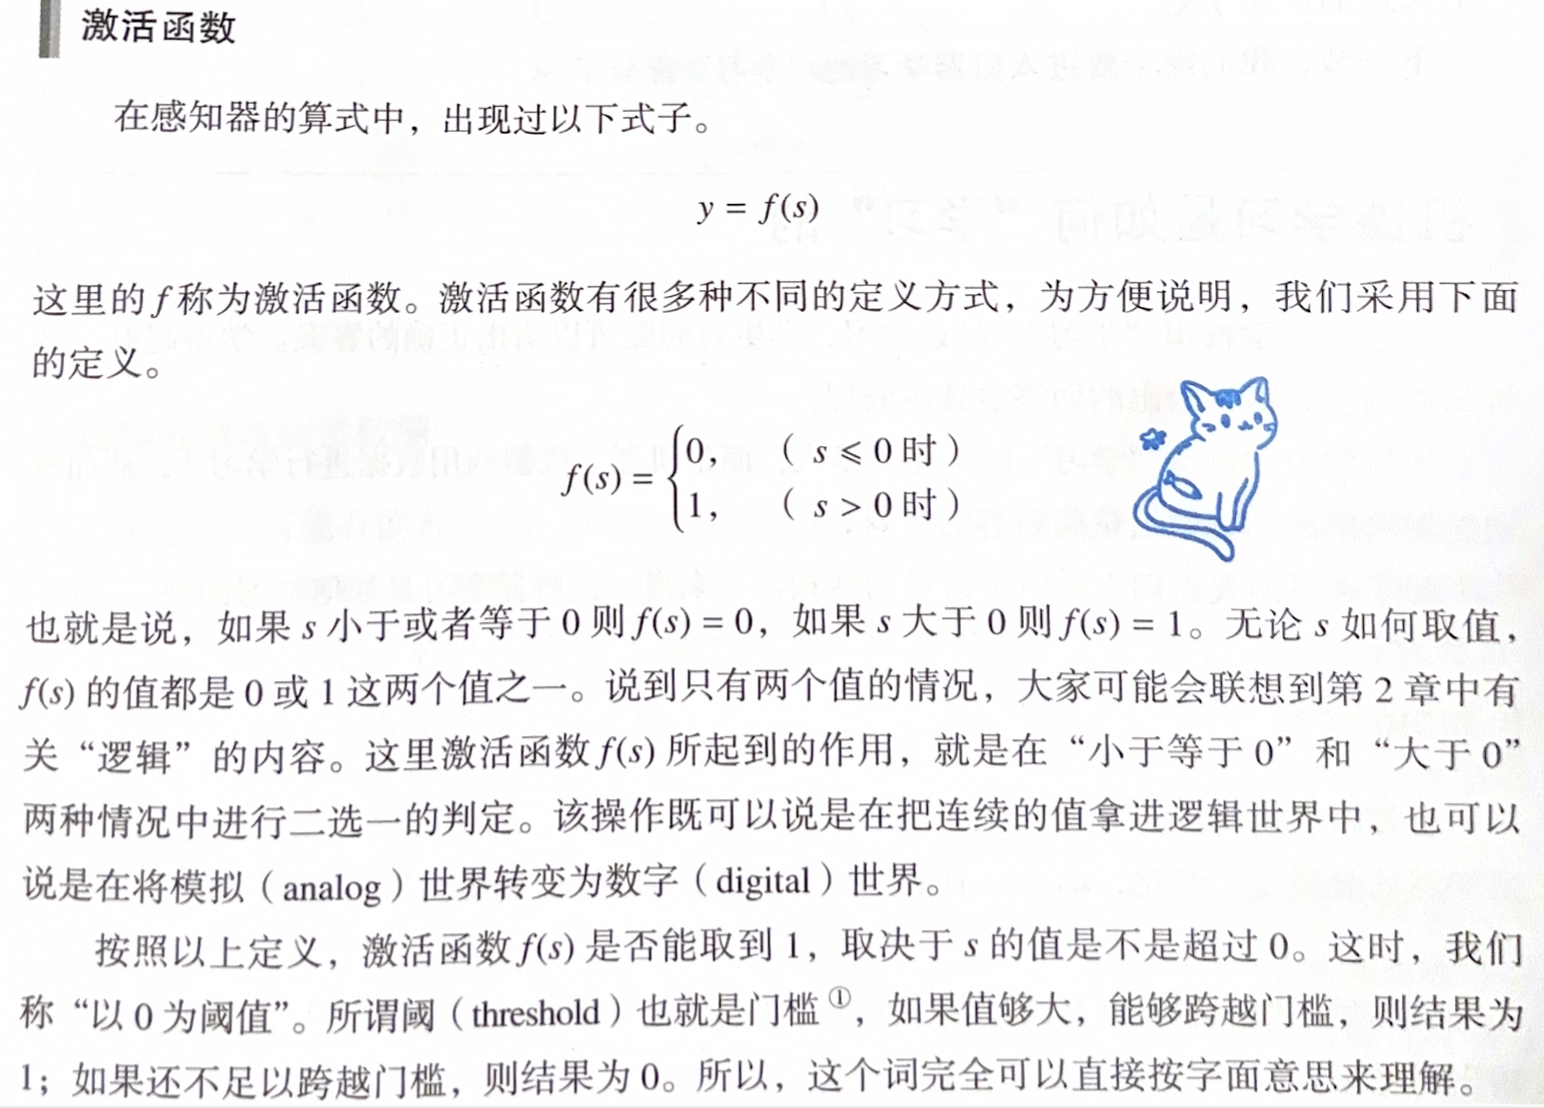 激活函数
在感知器的算式中，出现过以下式子。
y = f(s)
这里的 f 称为激活函数。激活函数有很多种不同的定义方式，为方便说明，我们采用下面
的定义。
f(s) = {0, （ s ⩽ 0 时）
1, （ s > 0 时）
也就是说，如果 s 小于或者等于 0 则 f(s) = 0，如果 s 大于 0 则 f(s) = 1。无论 s 如何取值，
f(s) 的值都是 0 或 1 这两个值之一。说到只有两个值的情况，大家可能会联想到第 2 章中有
关“逻辑”的内容。这里激活函数 f(s) 所起到的作用，就是在“小于等于 0”和“大于 0”
两种情况中进行二选一的判定。该操作既可以说是在把连续的值拿进逻辑世界中，也可以
说是在将模拟（analog）世界转变为数字（digital）世界。
按照以上定义，激活函数 f(s) 是否能取到 1，取决于 s 的值是不是超过 0。这时，我们
称“以 0 为阈值”。所谓阈（threshold）也就是门槛①，如果值够大，能够跨越门槛，则结果为
1；如果还不足以跨越门槛，则结果为 0。所以，这个词完全可以直接按字面意思来理解。